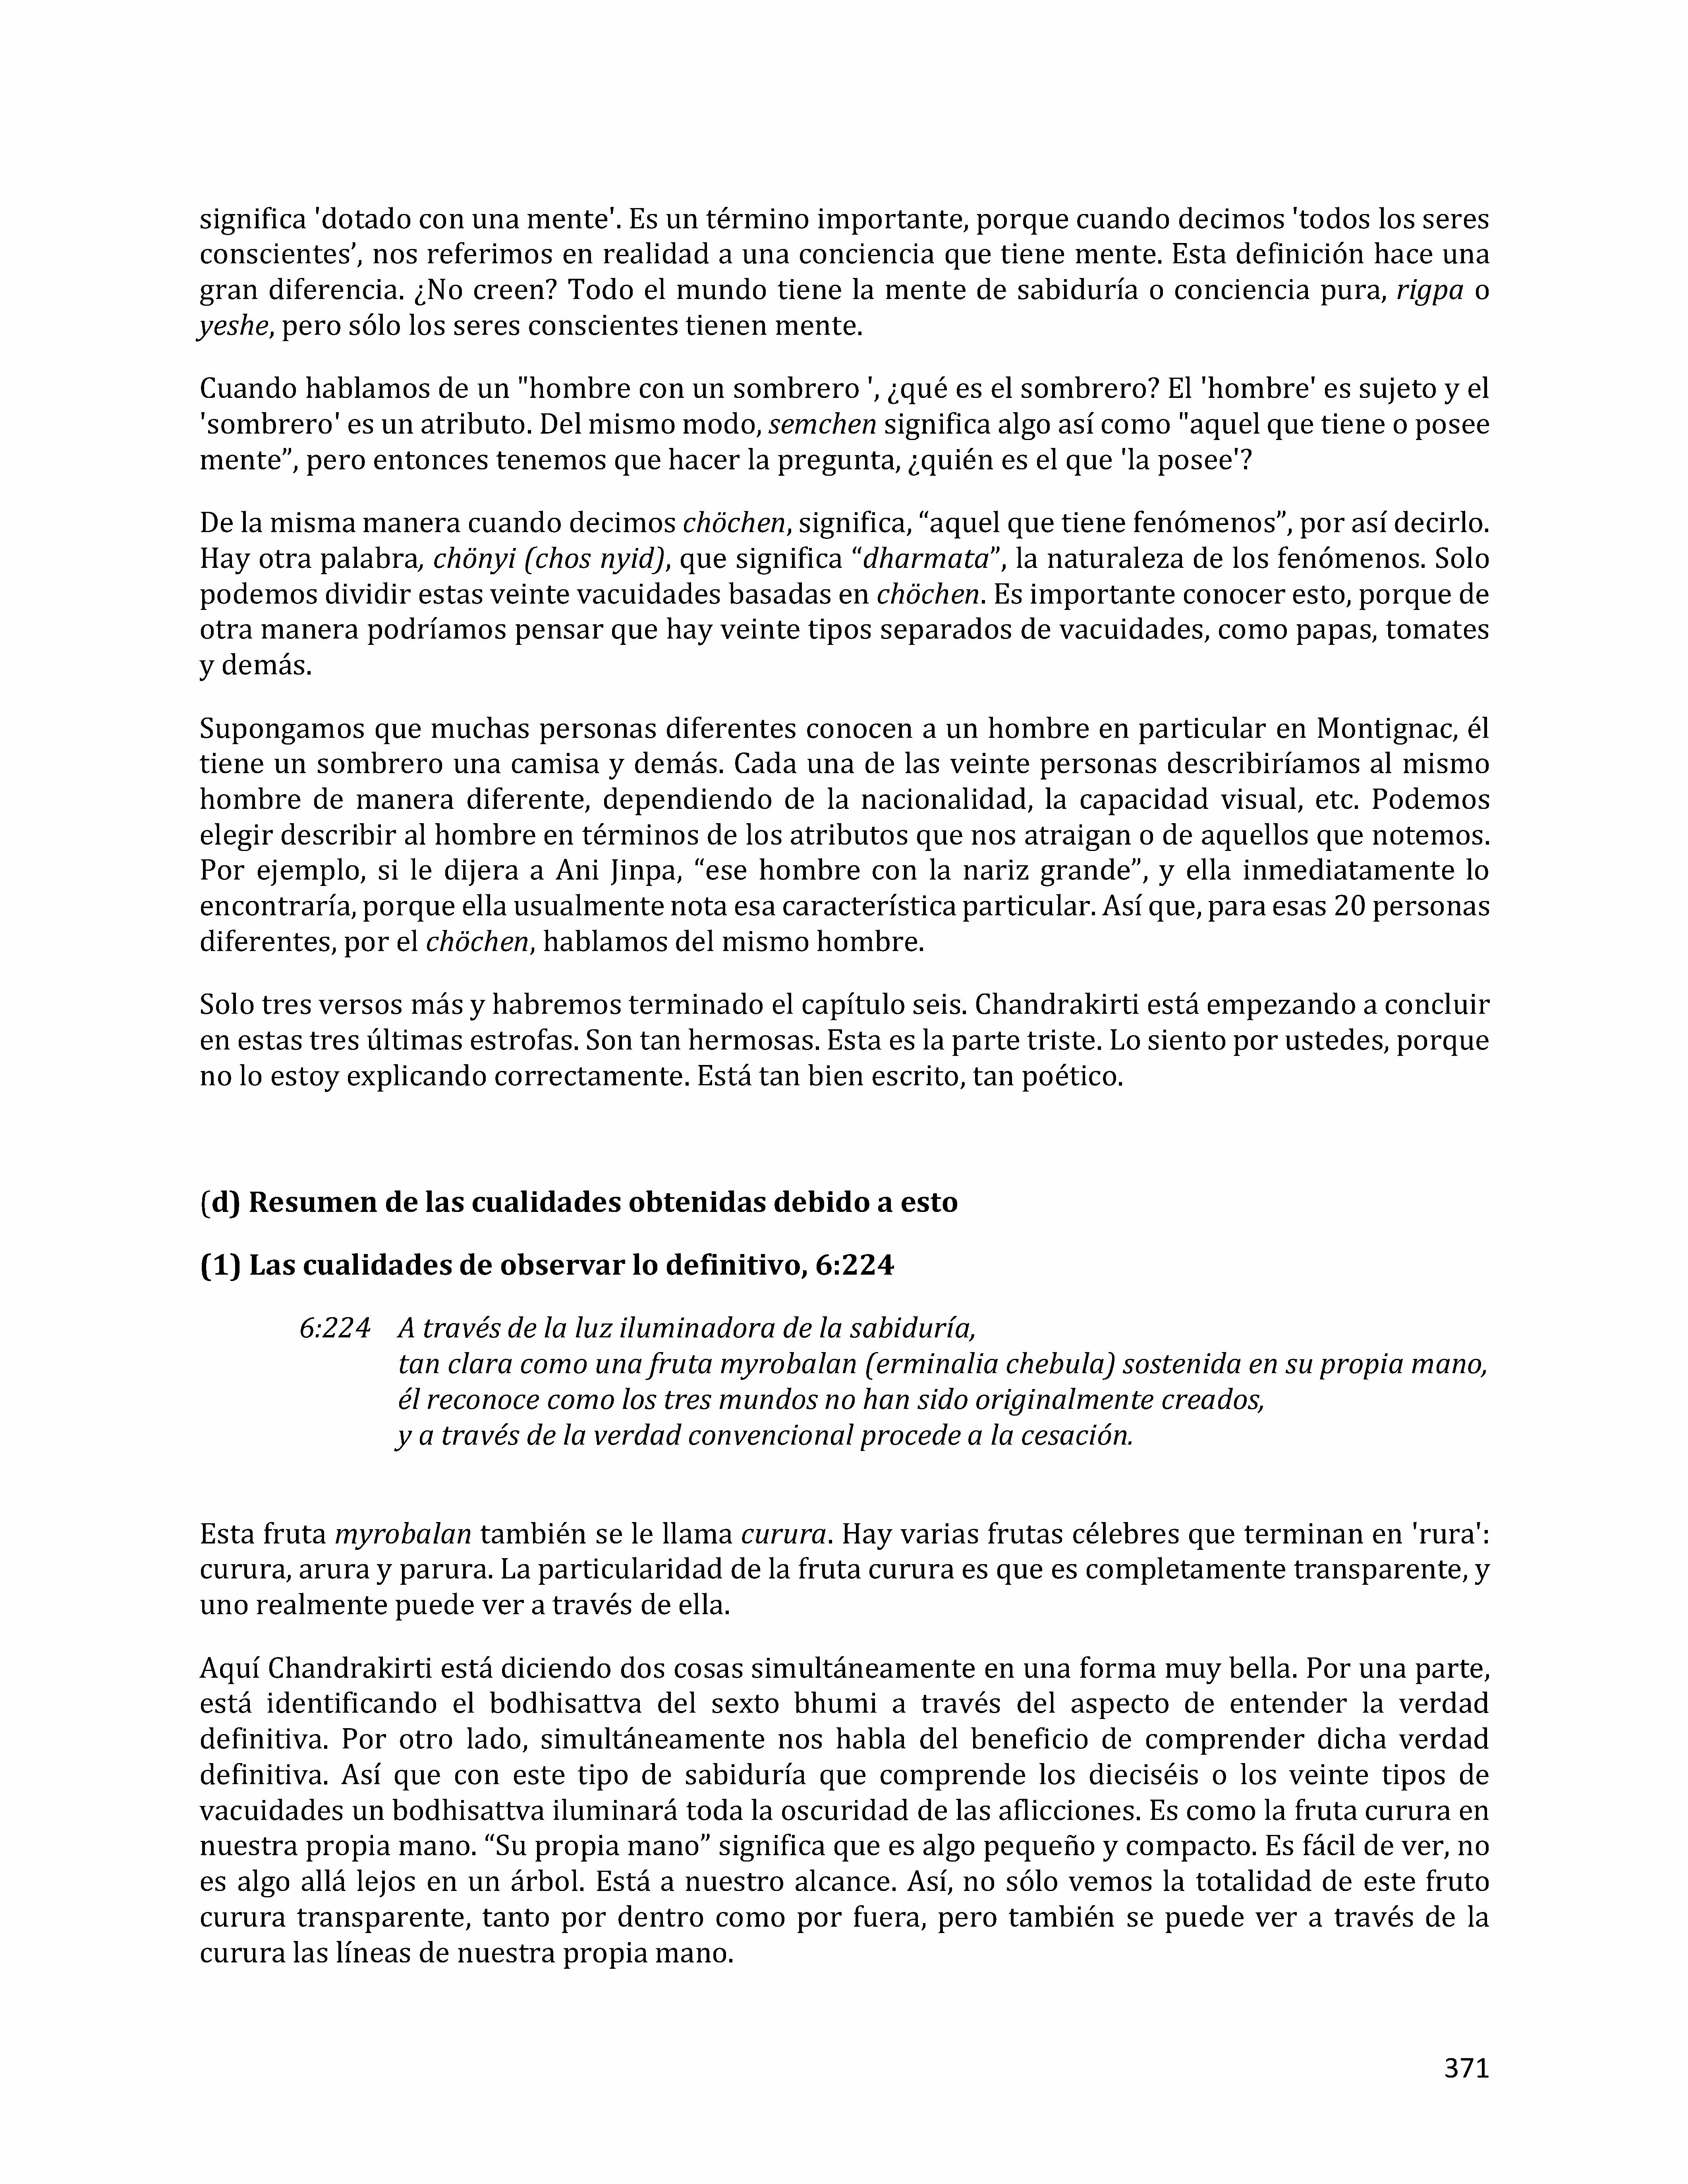 significa 'dotado con una mente'. Es un término importante, porque cuando decimos 'todos los seres
conscientes’, nos referimos en realidad a una conciencia que tiene mente. Esta definición hace una
gran diferencia. ¿No creen? Todo el mundo tiene la mente de sabiduría o conciencia pura, rigpa o
yeshe, pero sólo los seres conscientes tienen mente.
Cuando hablamos de un "hombre con un sombrero ', ¿qué es el sombrero? El 'hombre' es sujeto y el
'sombrero' es un atributo. Del mismo modo, semchen significa algo así como "aquel que tiene o posee
mente”, pero entonces tenemos que hacer la pregunta, ¿quién es el que 'la posee'?
De la misma manera cuando decimos chöchen, significa, “aquel que tiene fenómenos”, por así decirlo.
Hay otra palabra, chönyi (chos nyid), que significa “dharmata”, la naturaleza de los fenómenos. Solo
podemos dividir estas veinte vacuidades basadas en chöchen. Es importante conocer esto, porque de
otra manera podríamos pensar que hay veinte tipos separados de vacuidades, como papas, tomates
y demás.
Supongamos que muchas personas diferentes conocen a un hombre en particular en Montignac, él
tiene un sombrero una camisa y demás. Cada una de las veinte personas describiríamos al mismo
hombre de manera diferente, dependiendo de la nacionalidad, la capacidad visual, etc. Podemos
elegir describir al hombre en términos de los atributos que nos atraigan o de aquellos que notemos.
Por ejemplo, si le dijera a Ani Jinpa, “ese hombre con la nariz grande”, y ella inmediatamente lo
encontraría, porque ella usualmente nota esa característica particular. Así que, para esas 20 personas
diferentes, por el chöchen, hablamos del mismo hombre.
Solo tres versos más y habremos terminado el capítulo seis. Chandrakirti está empezando a concluir
en estas tres últimas estrofas. Son tan hermosas. Esta es la parte triste. Lo siento por ustedes, porque
no lo estoy explicando correctamente. Está tan bien escrito, tan poético.
(d) Resumen de las cualidades obtenidas debido a esto
(1) Las cualidades de observar lo definitivo, 6:224
6:224 A través de la luz iluminadora de la sabiduría,
tan clara como una fruta myrobalan (erminalia chebula) sostenida en su propia mano,
él reconoce como los tres mundos no han sido originalmente creados,
y a través de la verdad convencional procede a la cesación.
Esta fruta myrobalan también se le llama curura. Hay varias frutas célebres que terminan en 'rura':
curura, arura y parura. La particularidad de la fruta curura es que es completamente transparente, y
uno realmente puede ver a través de ella.
Aquí Chandrakirti está diciendo dos cosas simultáneamente en una forma muy bella. Por una parte,
está identificando el bodhisattva del sexto bhumi a través del aspecto de entender la verdad
definitiva. Por otro lado, simultáneamente nos habla del beneficio de comprender dicha verdad
definitiva. Así que con este tipo de sabiduría que comprende los dieciséis o los veinte tipos de
vacuidades un bodhisattva iluminará toda la oscuridad de las aflicciones. Es como la fruta curura en
nuestra propia mano. “Su propia mano” significa que es algo pequeño y compacto. Es fácil de ver, no
es algo allá lejos en un árbol. Está a nuestro alcance. Así, no sólo vemos la totalidad de este fruto
curura transparente, tanto por dentro como por fuera, pero también se puede ver a través de la
curura las líneas de nuestra propia mano.
371